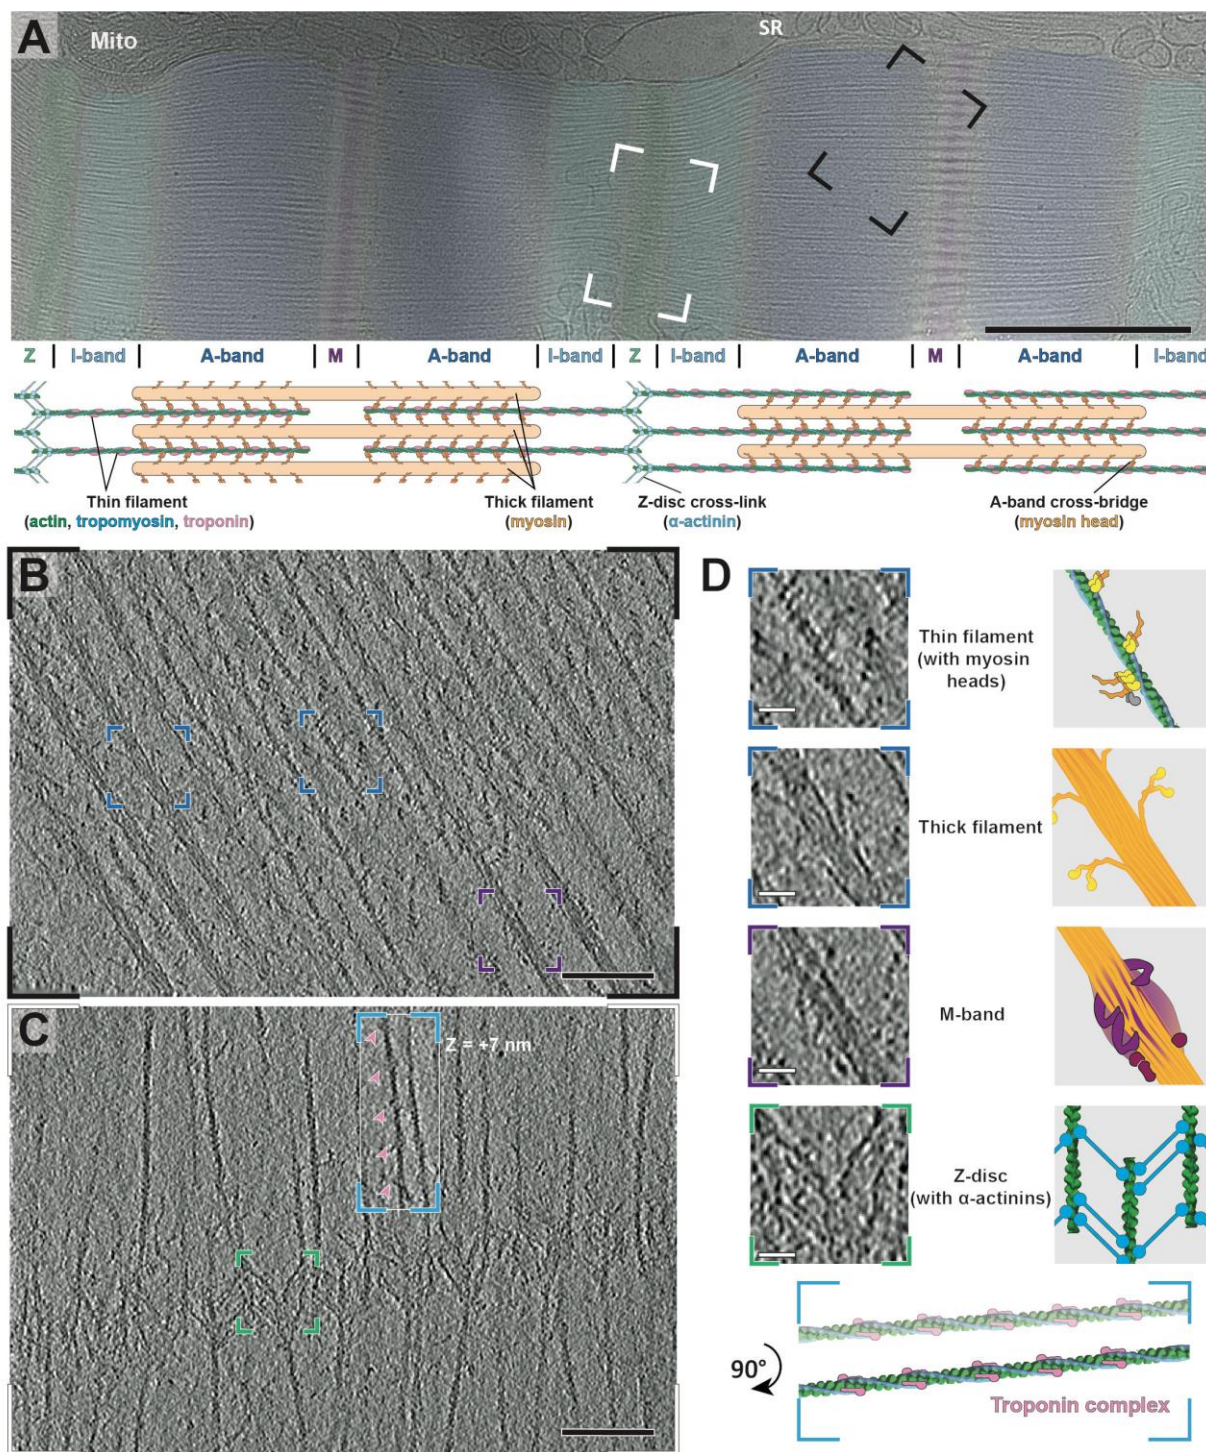 A
Mito
SR
Z I-band A-band M A-band I-band Z I-band A-band M A-band I-band
Thin filament
(actin, tropomyosin, troponin)
Thick filament
(myosin)
Z-disc cross-link
(α-actinin)
A-band cross-bridge
(myosin head)
B
C
Z = +7 nm
D
Thin filament
(with myosin
heads)
Thick filament
M-band
Z-disc
(with α-actinins)
90°
Troponin complex